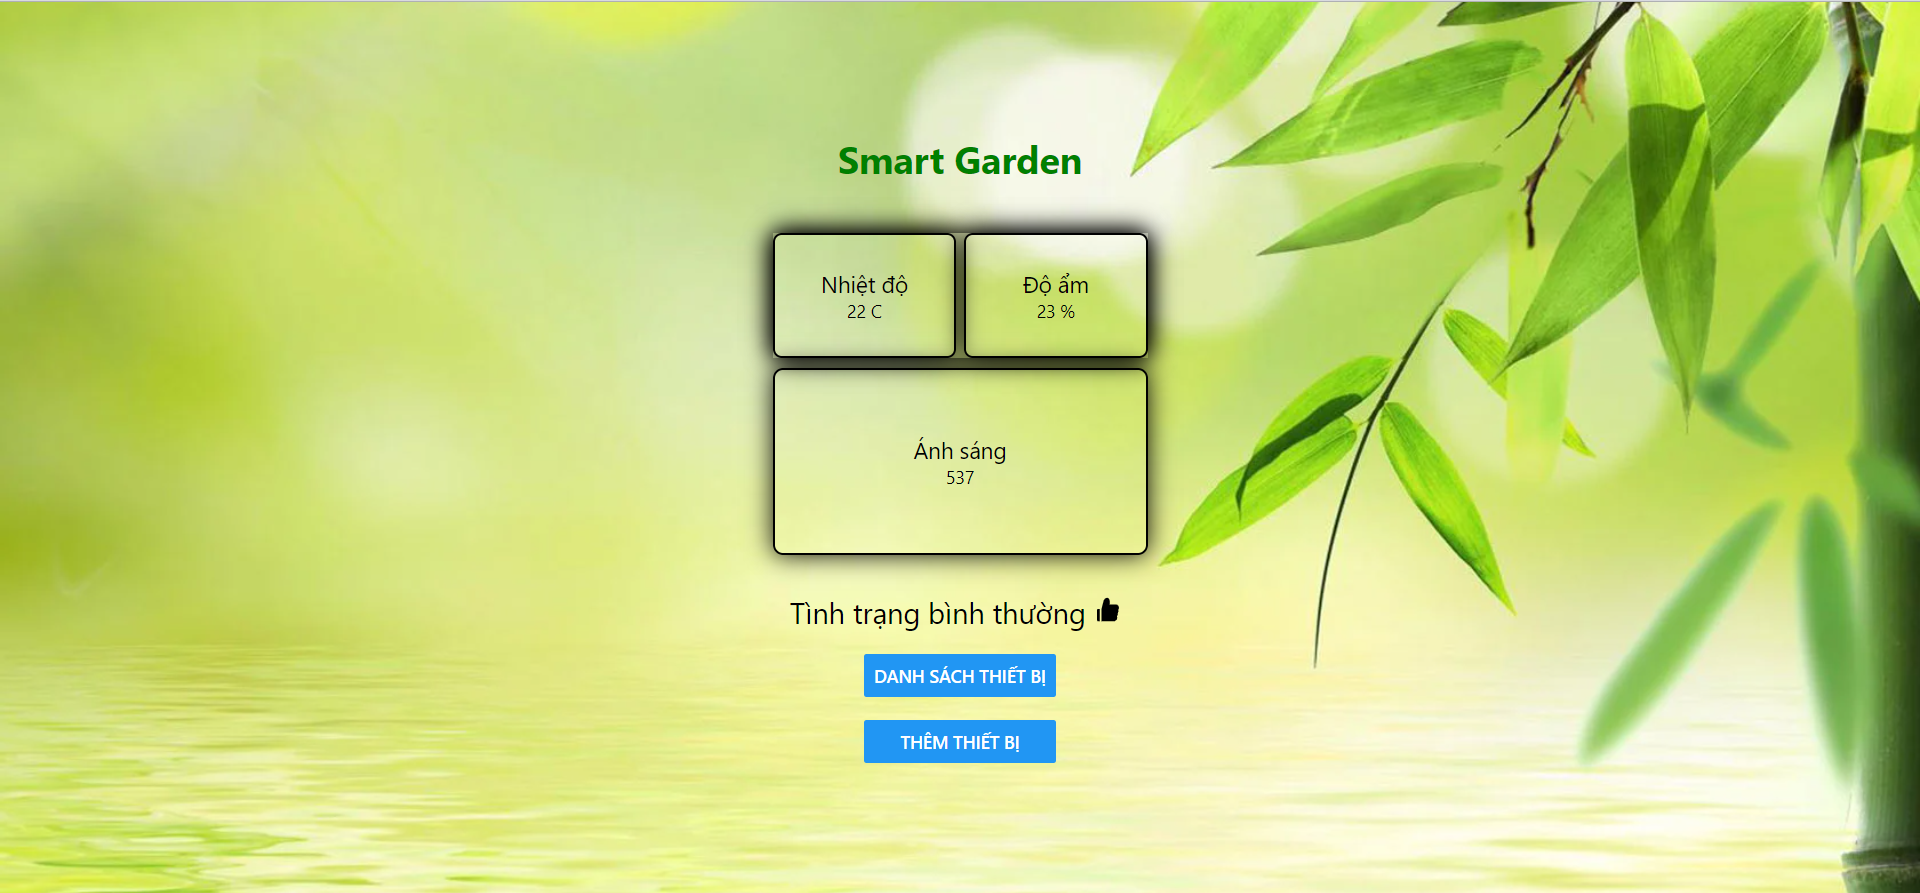 Smart Garden
Nhiệt độ
22 C
Độ ẩm
23 %
Ánh sáng
537
Tình trạng bình thường
DANH SÁCH THIẾT BỊ
THÊM THIẾT BỊ